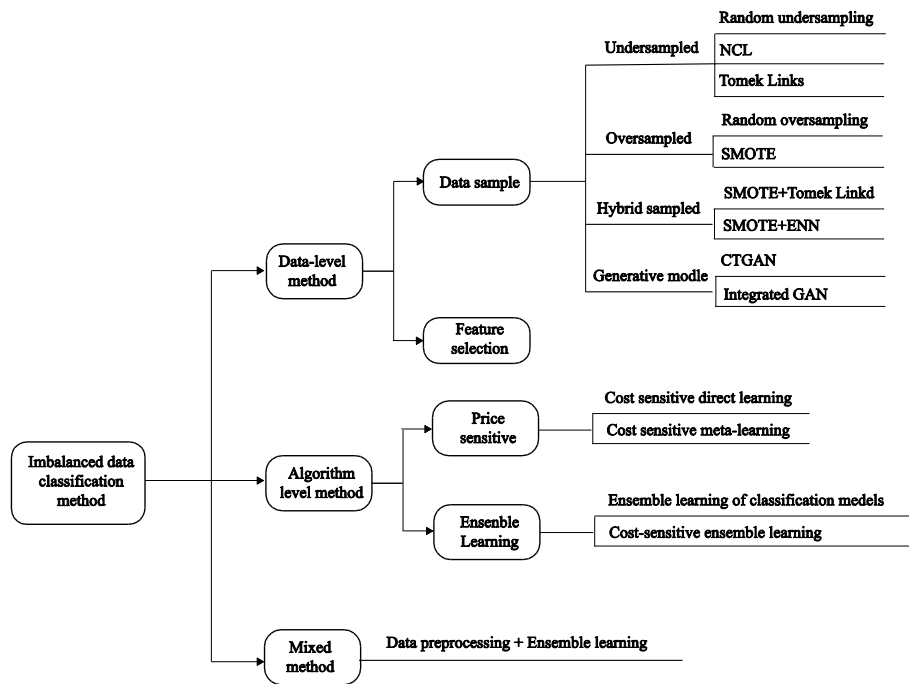 Random undersampling
Undersampled
NCL
Tomek Links
Random oversampling
Oversampled
SMOTE
Data sample
SMOTE+Tomek Linkd
Hybrid sampled
SMOTE+ENN
Data-level
method
CTGAN
Generative modle
Integrated GAN
Feature
selection
Cost sensitive direct learning
Price
sensitive
Cost sensitive meta-learning
Imbalanced data
classification
method
Algorithm
level method
Ensemble learning of classification medels
Ensenble
Learning
Cost-sensitive ensemble learning
Mixed
method
Data preprocessing + Ensemble learning